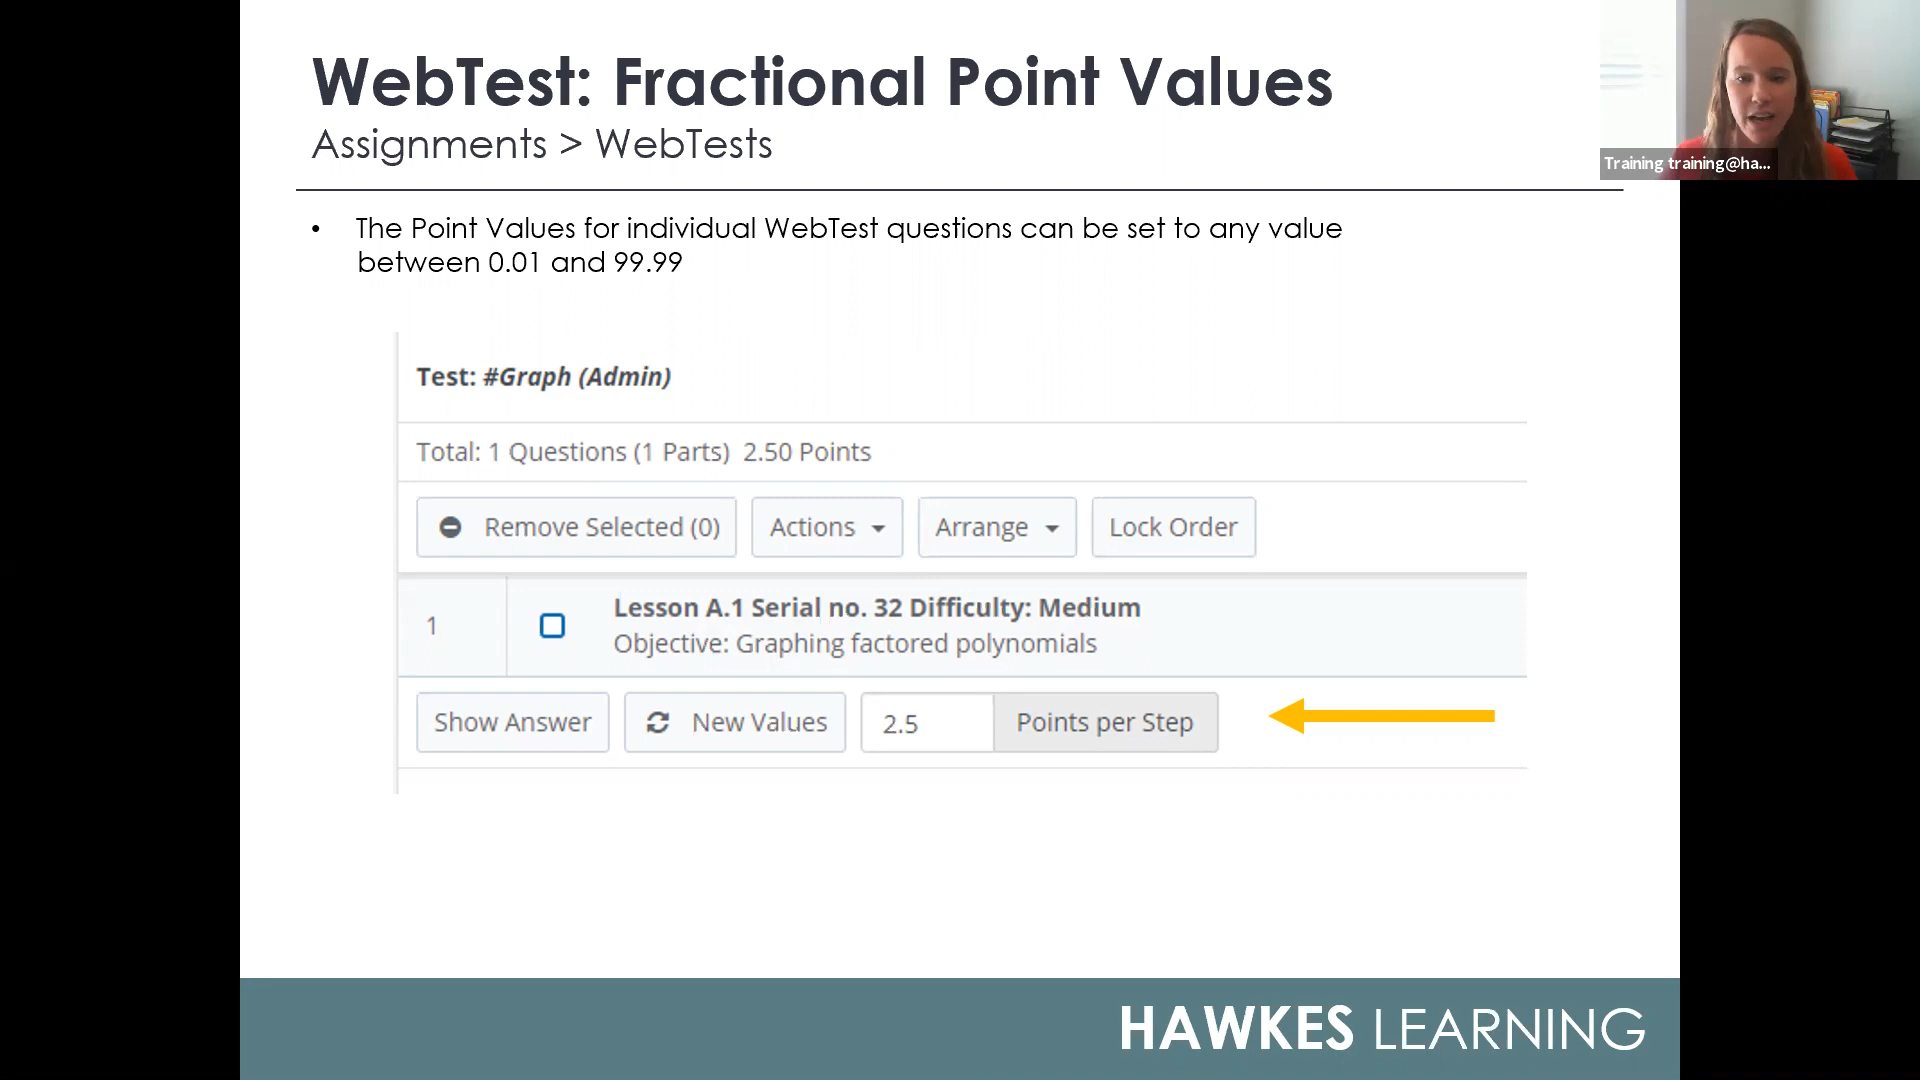 WebTest: Fractional Point Values
Assignments > WebTests
Training training@ha...
• The Point Values for individual WebTest questions can be set to any value
between 0.01 and 99.99
Test: #Graph (Admin)
Total: 1 Questions (1 Parts) 2.50 Points
Remove Selected (0) Actions Arrange Lock Order
1 Lesson A.1 Serial no. 32 Difficulty: Medium
Objective: Graphing factored polynomials
Show Answer New Values 2.5 Points per Step
HAWKES LEARNING